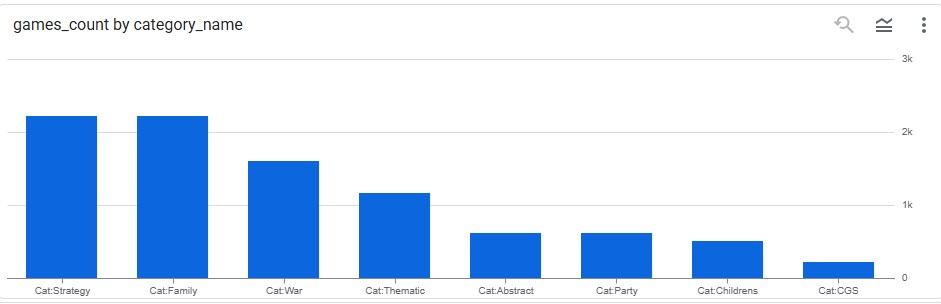 games_count by category_name
3k
2k
1k
0
Cat:Strategy Cat:Family Cat:War Cat:Thematic Cat:Abstract Cat:Party Cat:Childrens Cat:CGS